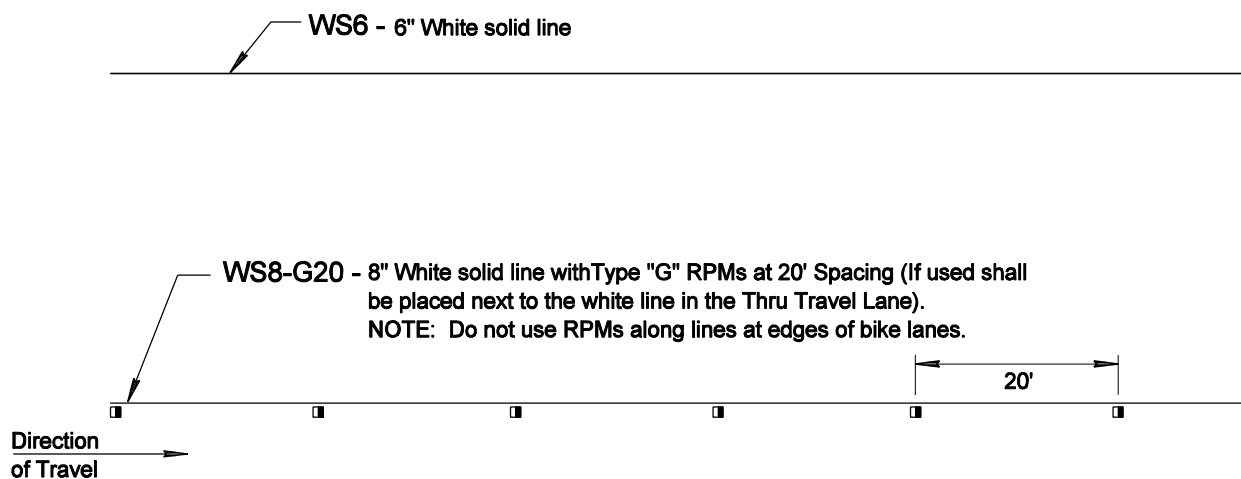 WS6 - 6" White solid line
WS8-G20 - 8" White solid line withType "G" RPMs at 20' Spacing (If used shall
be placed next to the white line in the Thru Travel Lane).
NOTE: Do not use RPMs along lines at edges of bike lanes.
20'
Direction
of Travel